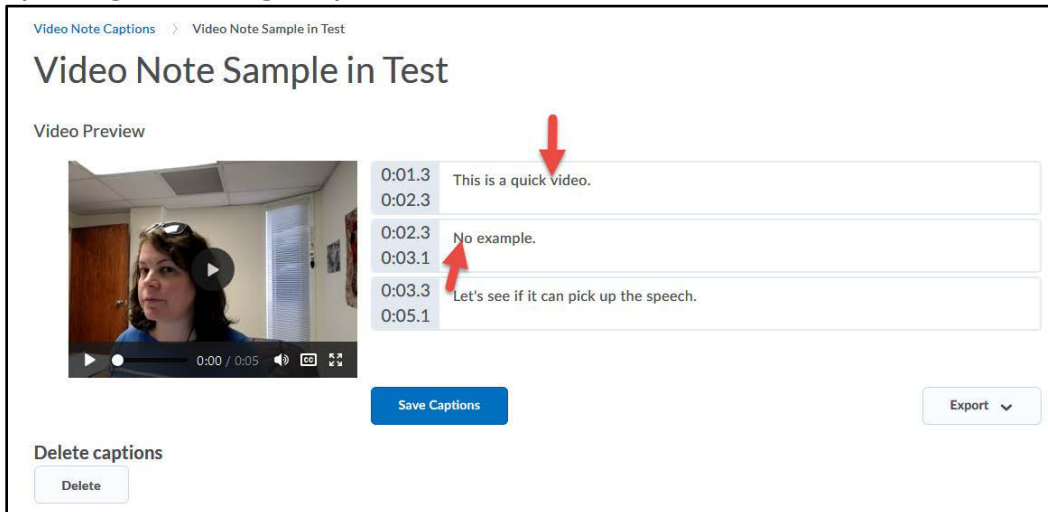 Video Note Captions > Video Note Sample in Test
Video Note Sample in Test
Video Preview
0:01.3 This is a quick video.
0:02.3
0:02.3 No example.
0:03.1
0:03.3 Let's see if it can pick up the speech.
0:05.1
0:00 / 0:05 CC
Save Captions Export
Delete captions
Delete